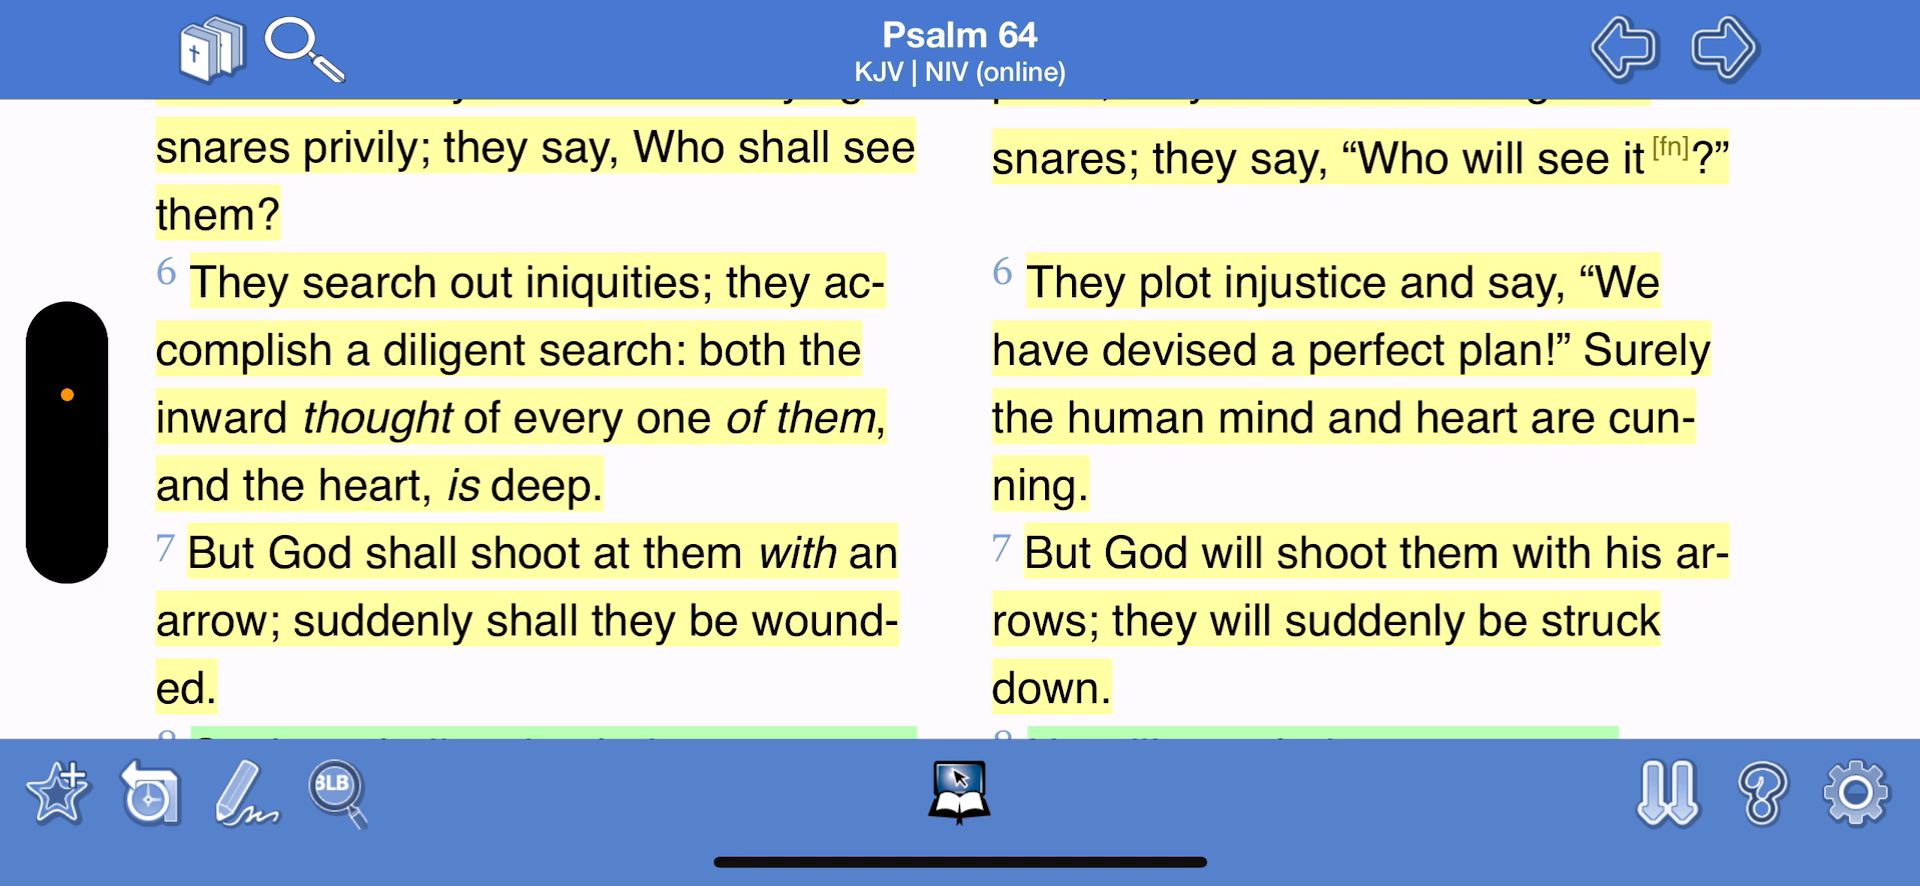 Psalm 64
KJV | NIV (online)
snares privily; they say, Who shall see
them?
6 They search out iniquities; they ac-
complish a diligent search: both the
inward thought of every one of them,
and the heart, is deep.
7 But God shall shoot at them with an
arrow; suddenly shall they be wound-
ed.
snares; they say, “Who will see it [fn]?”
6 They plot injustice and say, “We
have devised a perfect plan!” Surely
the human mind and heart are cun-
ning.
7 But God will shoot them with his ar-
rows; they will suddenly be struck
down.
BLB